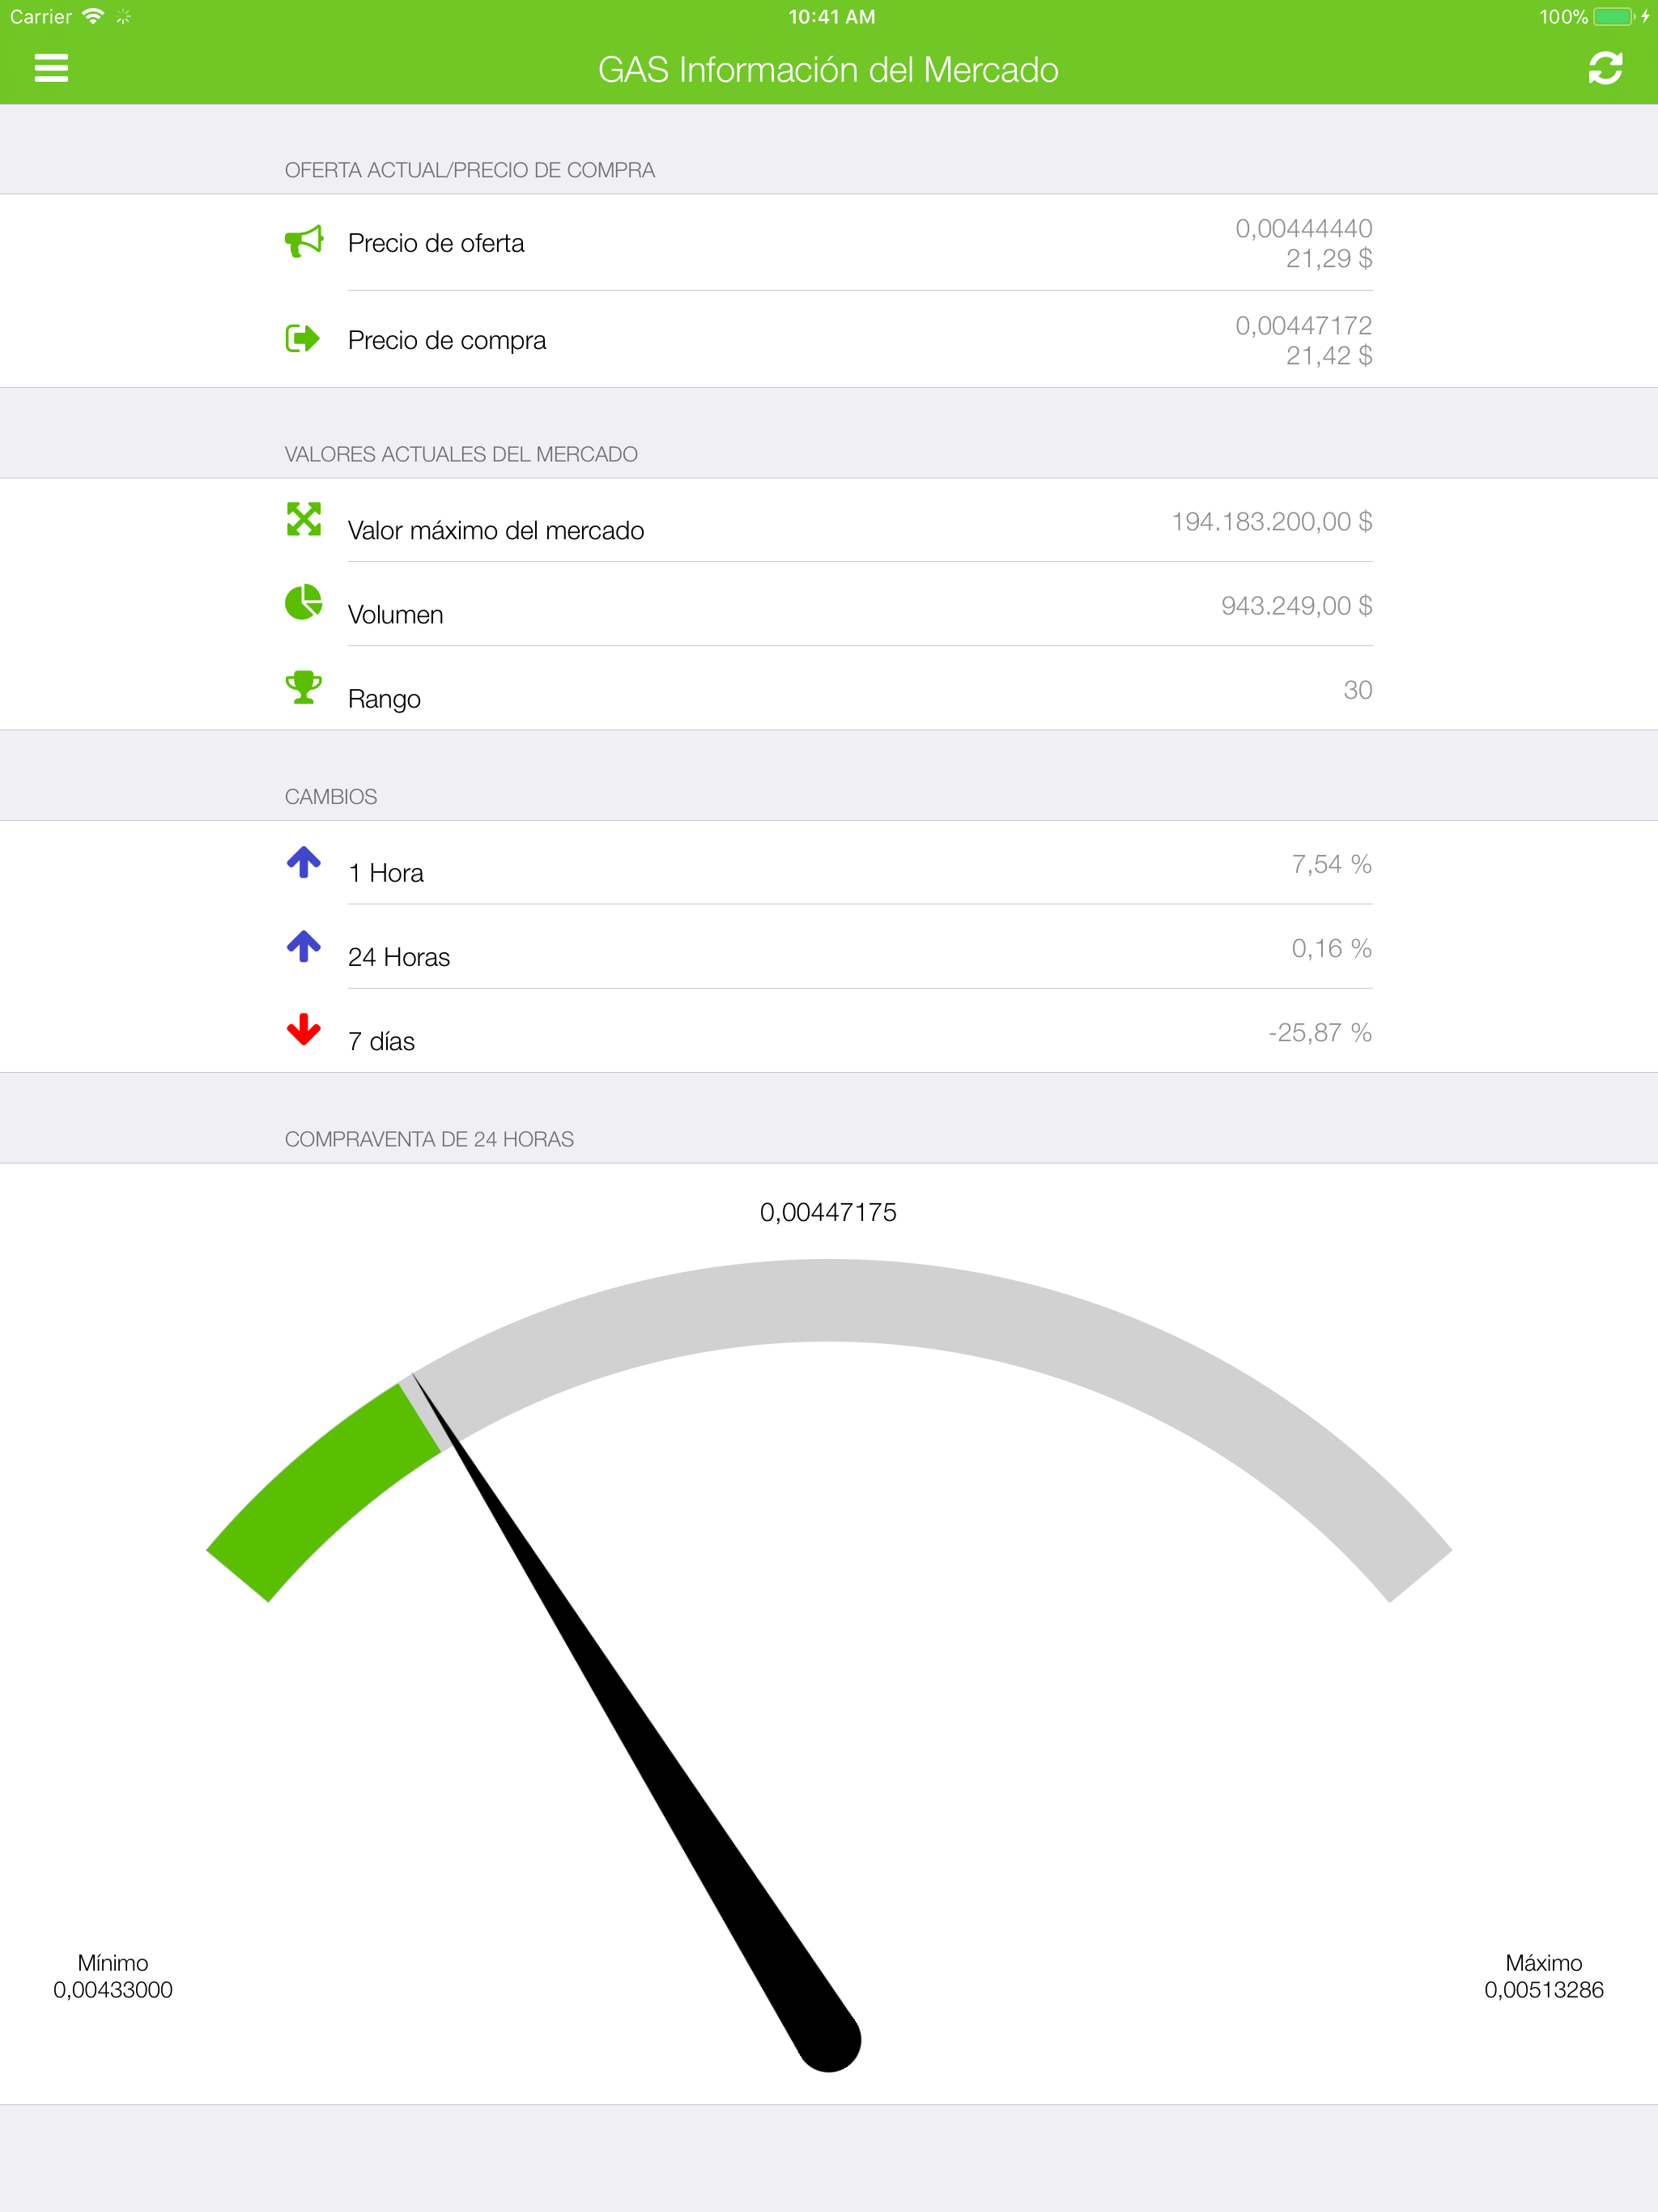 Carrier
10:41 AM
100%
GAS Información del Mercado
OFERTA ACTUAL/PRECIO DE COMPRA
Precio de oferta
0,00444440
21,29 $
Precio de compra
0,00447172
21,42 $
VALORES ACTUALES DEL MERCADO
Valor máximo del mercado
194.183.200,00 $
Volumen
943.249,00 $
Rango
30
CAMBIOS
1 Hora
7,54 %
24 Horas
0,16 %
7 días
-25,87 %
COMPRAVENTA DE 24 HORAS
0,00447175
Mínimo
0,00433000
Máximo
0,00513286